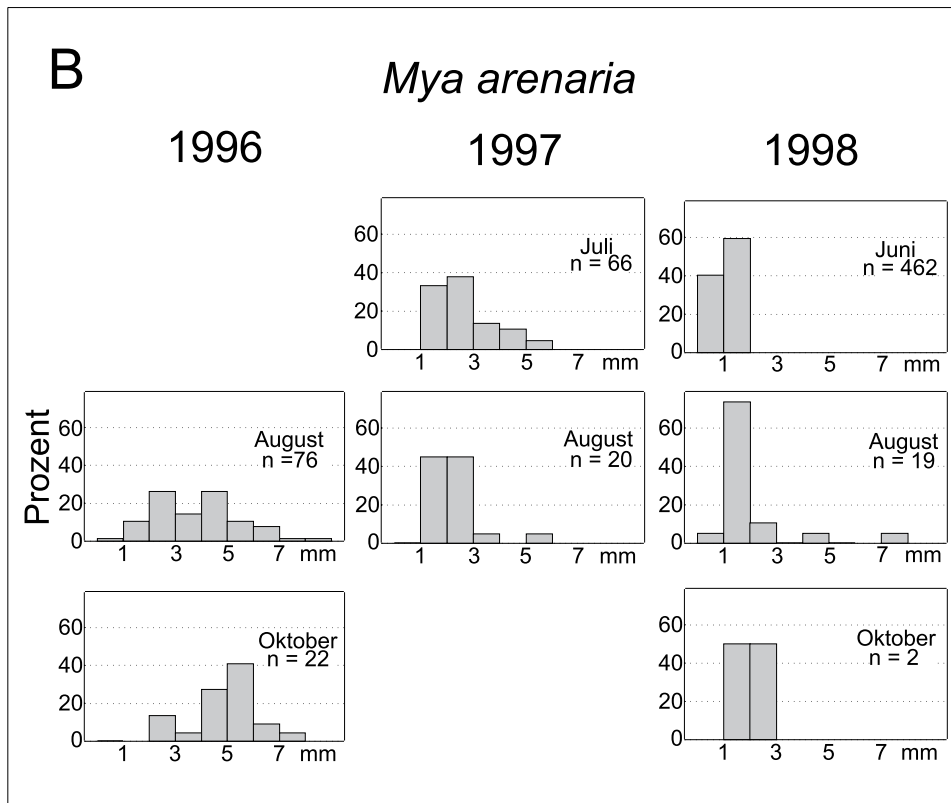 B
Mya arenaria
1996 1997 1998
Prozent
Juli
n = 66
60
40
20
0
1 3 5 7 mm
Juni
n = 462
60
40
20
0
1 3 5 7 mm
August
n =76
60
40
20
0
1 3 5 7 mm
August
n = 20
60
40
20
0
1 3 5 7 mm
August
n = 19
60
40
20
0
1 3 5 7 mm
Oktober
n = 22
60
40
20
0
1 3 5 7 mm
Oktober
n = 2
60
40
20
0
1 3 5 7 mm